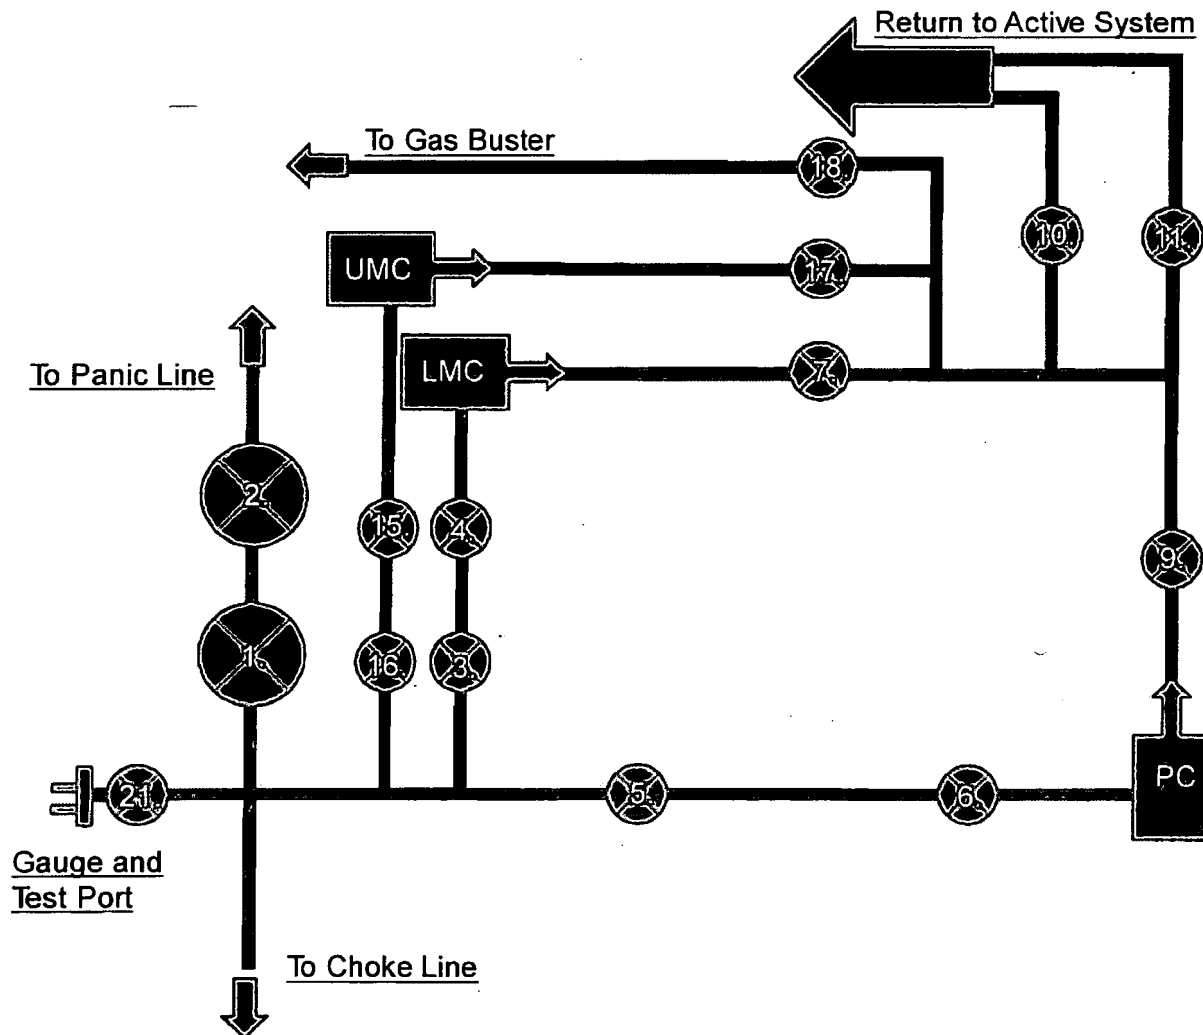 Return to Active System
To Gas Buster
18.
UMC
17.
10.
11.
To Panic Line
LMC
7.
2.
15.
4.
9.
1.
16.
3.
21.
5.
6.
PC
Gauge and
Test Port
To Choke Line